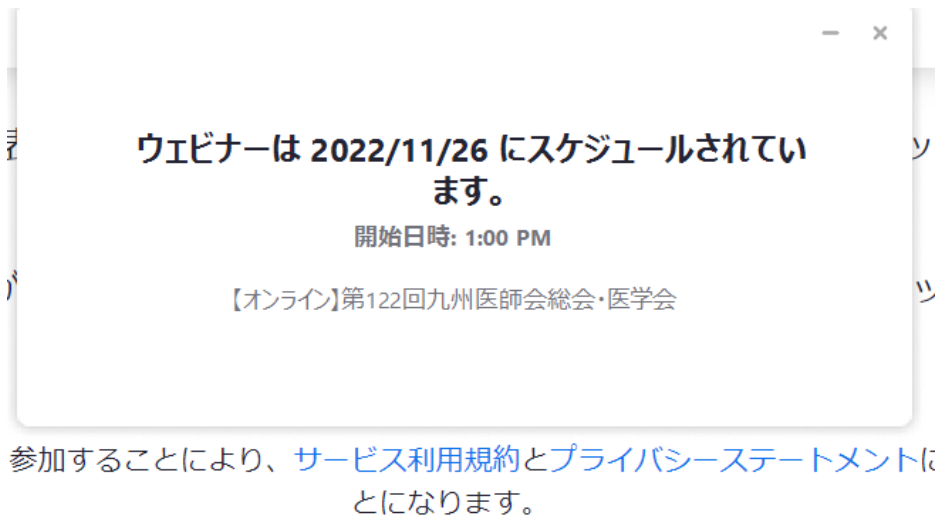 ウェビナーは 2022/11/26 にスケジュールされてい
ます。
開始日時: 1:00 PM
【オンライン】第122回九州医師会総会・医学会
参加することにより、サービス利用規約とプライバシーステートメントに
とになります。